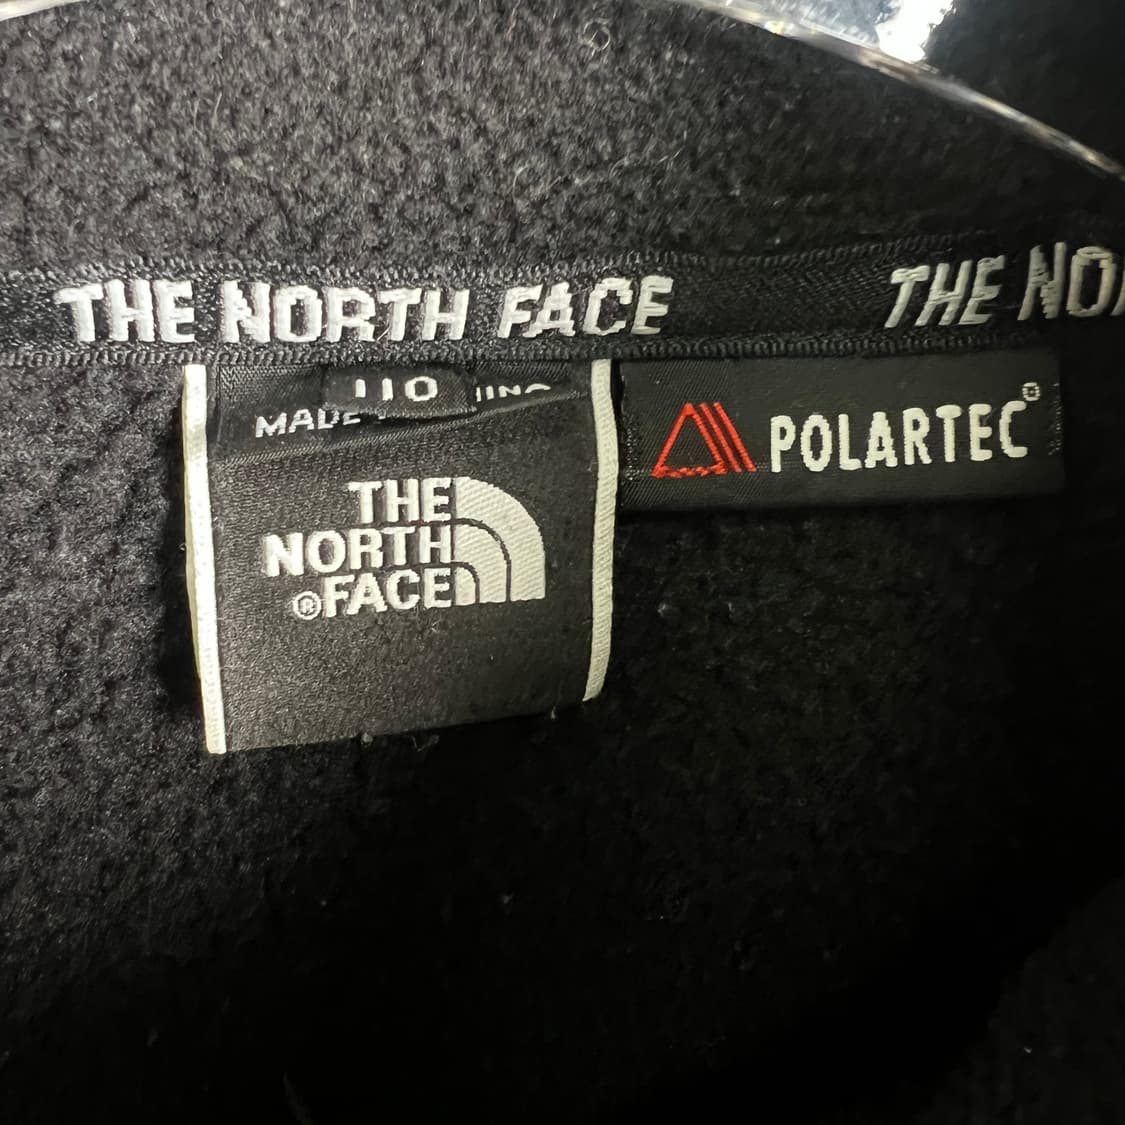 THE NORTH FACE THE NO
110
MADE
POLARTEC®
THE
NORTH
®FACE